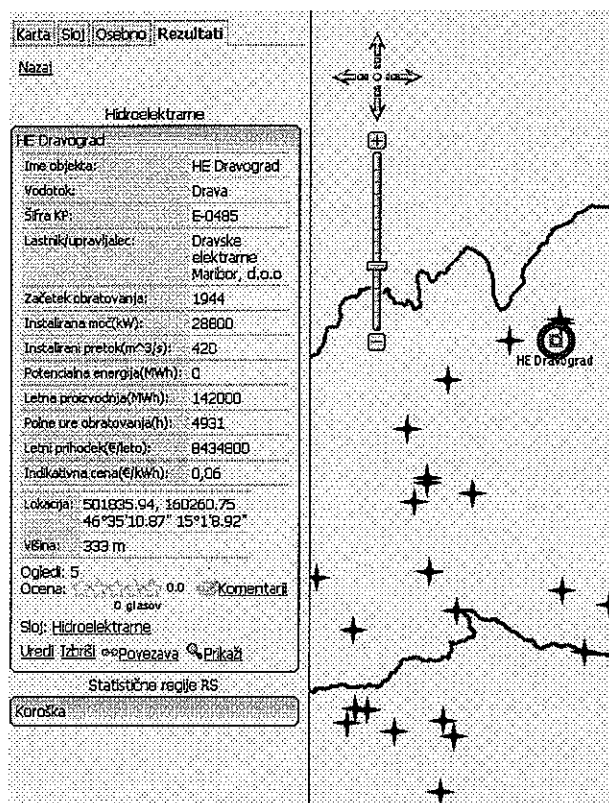 Karta Sloj Osebno Rezultati
Nazaj
Hidroelektrarne
HE Dravograd
Ime objekta: HE Dravograd
Vodotok: Drava
Šifra KP: E-0485
Lastnik/upravljalec: Dravske
elektrarne
Maribor, d.o.o
Začetek obratovanja: 1944
Instalirana moč(kW): 28800
Instalirani pretok(m^3/s): 420
Potencialna energija(MWh): 0
Letna proizvodnja(MWh): 142000
Polne ure obratovanja(h): 4931
Letni prihodek(€/leto): 8434800
Indikativna cena(€/kWh): 0,06
Lokacija: 501835.94, 160260.75
46°35'10.87" 15°1'8.92"
Višina: 333 m
Ogledi: 5
Ocena: 0.0 Komentarji
0 glasov
Sloj: Hidroelektrarne
Uredi Izbriši Povezava Prikaži
Statistične regije RS
Koroška
HE Dravograd